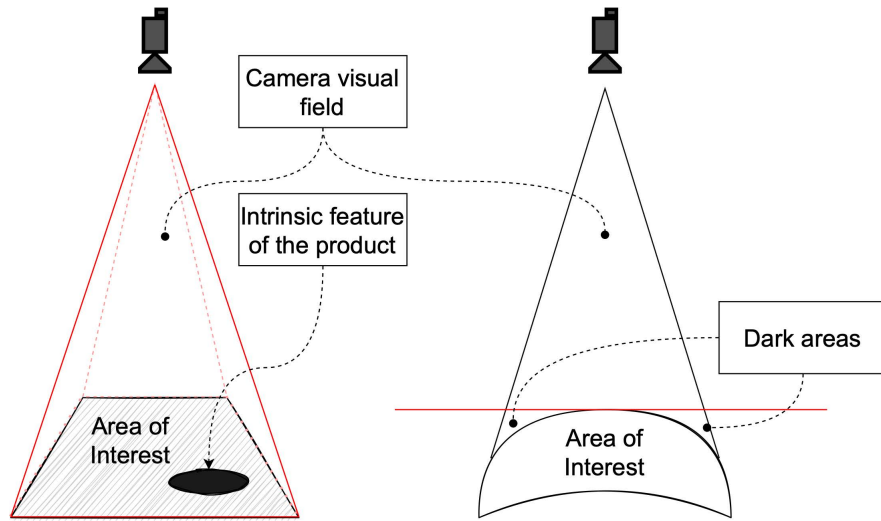 Camera visual
field
Intrinsic feature
of the product
Dark areas
Area of
Interest
Area of
Interest